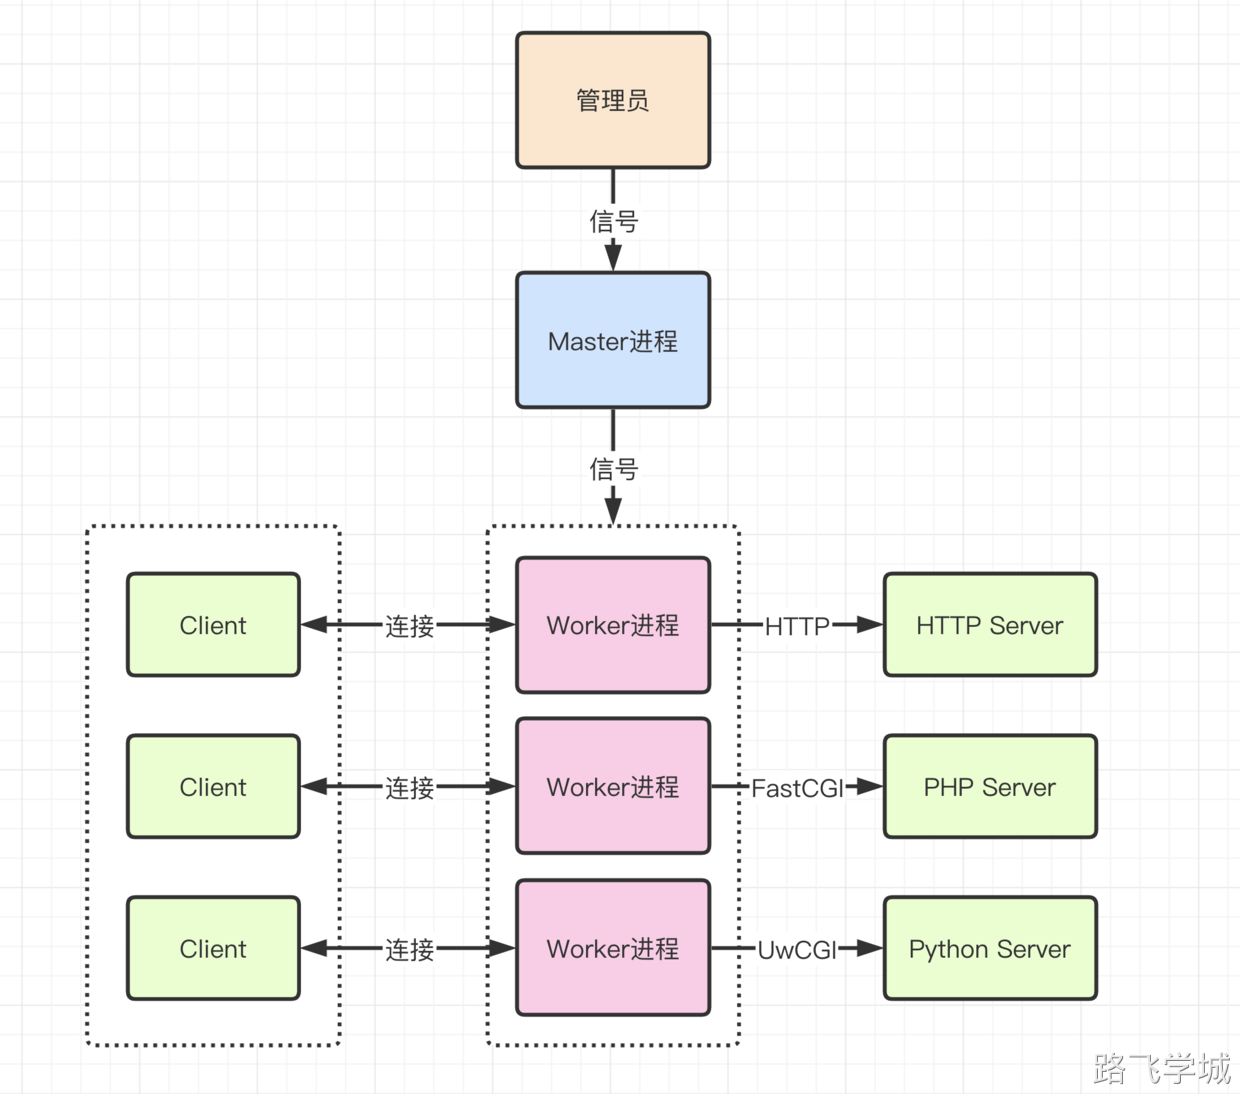 管理员
信号
Master进程
信号
Client
连接
Worker进程
HTTP
HTTP Server
Client
连接
Worker进程
FastCGI
PHP Server
Client
连接
Worker进程
UwCGI
Python Server
路飞学城